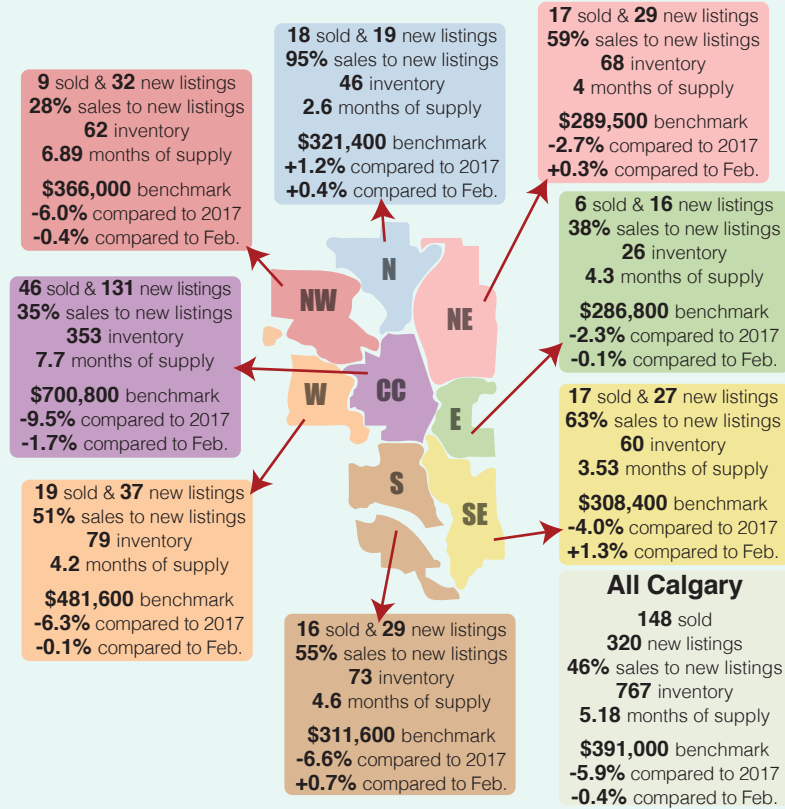 9 sold & 32 new listings
28% sales to new listings
62 inventory
6.89 months of supply
$366,000 benchmark
-6.0% compared to 2017
-0.4% compared to Feb.
18 sold & 19 new listings
95% sales to new listings
46 inventory
2.6 months of supply
$321,400 benchmark
+1.2% compared to 2017
+0.4% compared to Feb.
17 sold & 29 new listings
59% sales to new listings
68 inventory
4 months of supply
$289,500 benchmark
-2.7% compared to 2017
+0.3% compared to Feb.
6 sold & 16 new listings
38% sales to new listings
26 inventory
4.3 months of supply
$286,800 benchmark
-2.3% compared to 2017
-0.1% compared to Feb.
46 sold & 131 new listings
35% sales to new listings
353 inventory
7.7 months of supply
$700,800 benchmark
-9.5% compared to 2017
-1.7% compared to Feb.
N
NW
NE
W
CC
E
S
SE
17 sold & 27 new listings
63% sales to new listings
60 inventory
3.53 months of supply
$308,400 benchmark
-4.0% compared to 2017
+1.3% compared to Feb.
19 sold & 37 new listings
51% sales to new listings
79 inventory
4.2 months of supply
$481,600 benchmark
-6.3% compared to 2017
-0.1% compared to Feb.
16 sold & 29 new listings
55% sales to new listings
73 inventory
4.6 months of supply
$311,600 benchmark
-6.6% compared to 2017
+0.7% compared to Feb.
All Calgary
148 sold
320 new listings
46% sales to new listings
767 inventory
5.18 months of supply
$391,000 benchmark
-5.9% compared to 2017
-0.4% compared to Feb.